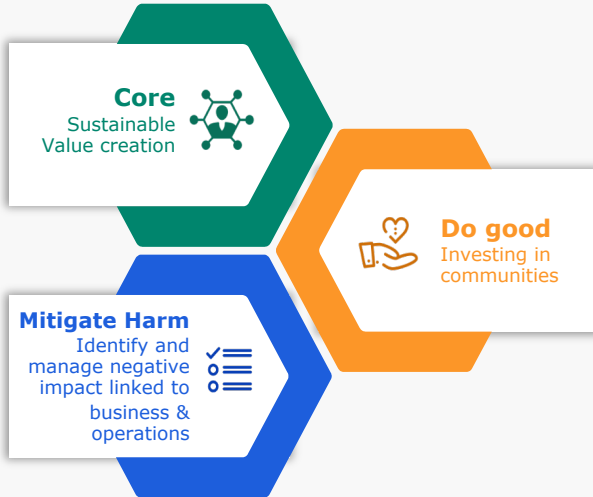 Core
Sustainable
Value creation
Do good
Investing in
communities
Mitigate Harm
Identify and
manage negative
impact linked to
business &
operations